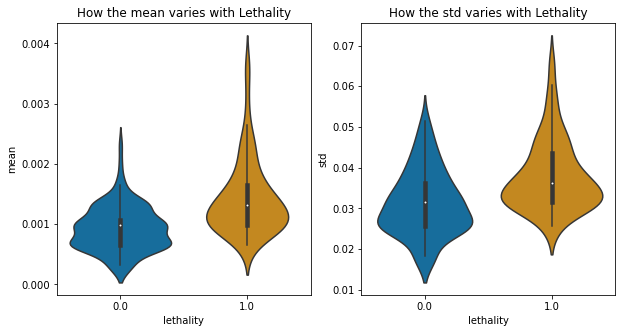 How the mean varies with Lethality
How the std varies with Lethality
0.004
0.003
0.002
0.001
0.000
mean
0.0
1.0
lethality
0.07
0.06
0.05
0.04
0.03
0.02
0.01
std
0.0
1.0
lethality